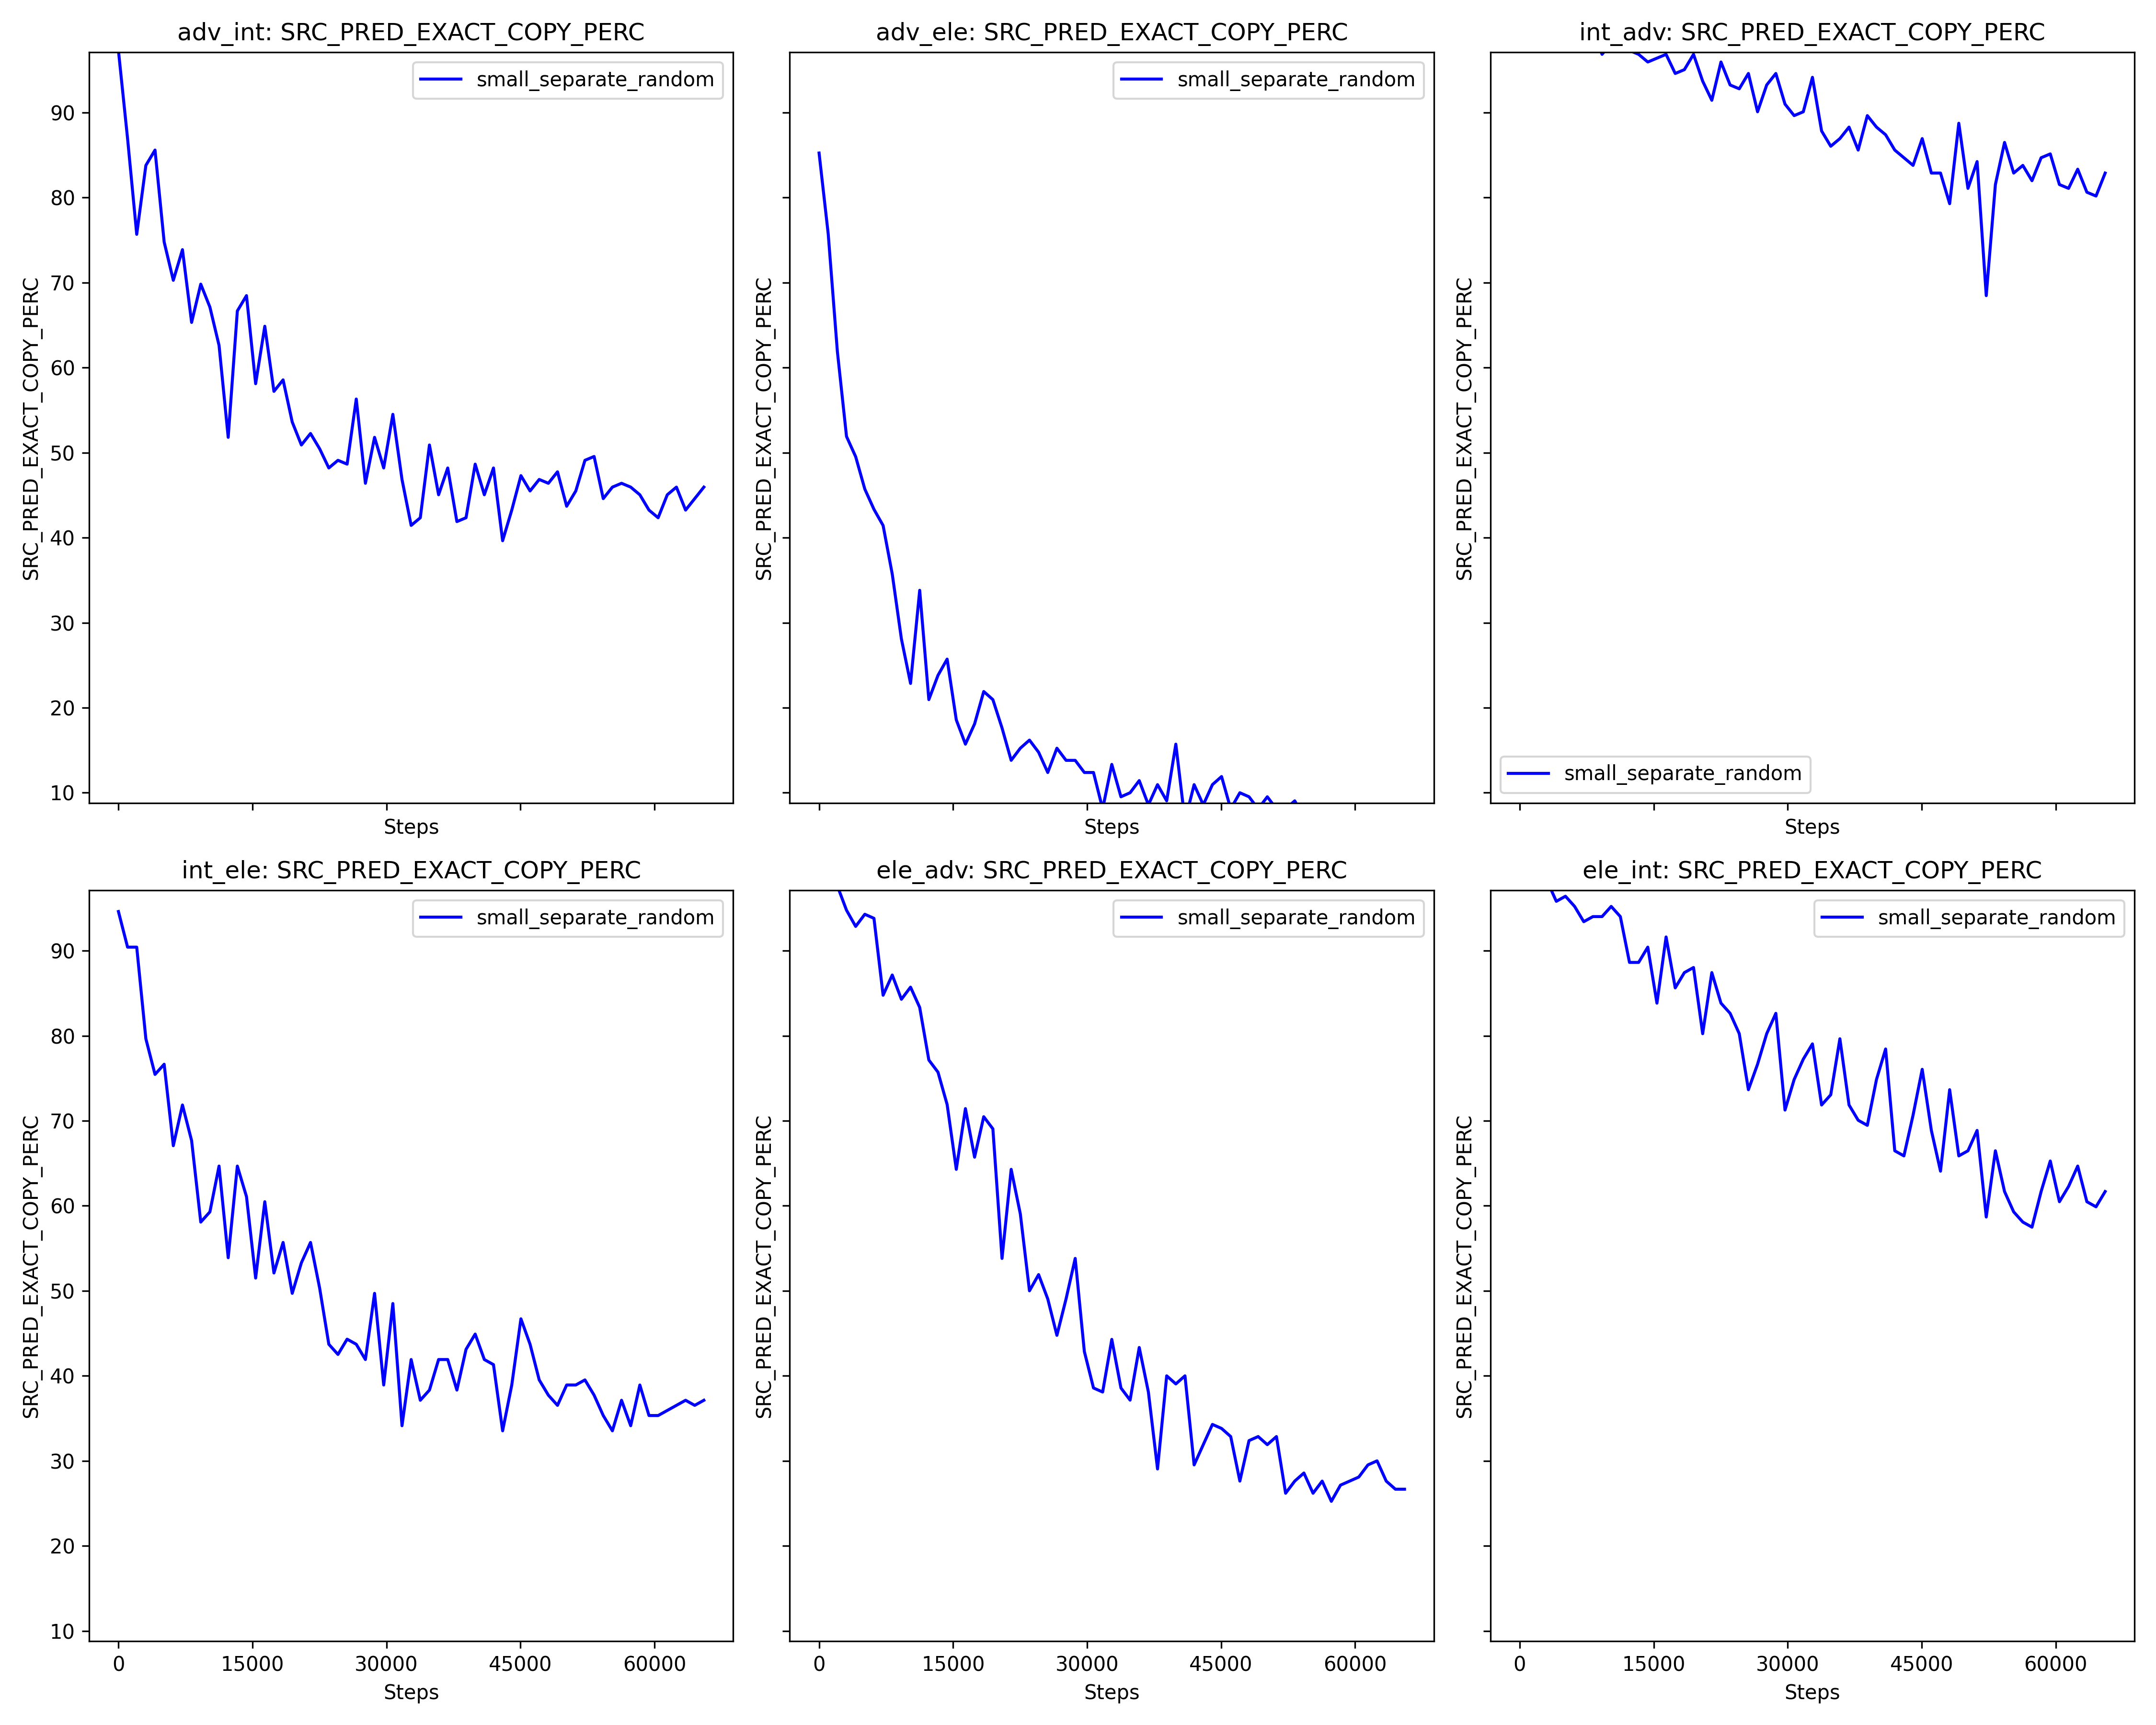 adv_int: SRC_PRED_EXACT_COPY_PERC
SRC_PRED_EXACT_COPY_PERC
90
80
70
60
50
40
30
20
10
small_separate_random
Steps
adv_ele: SRC_PRED_EXACT_COPY_PERC
SRC_PRED_EXACT_COPY_PERC
small_separate_random
Steps
int_adv: SRC_PRED_EXACT_COPY_PERC
SRC_PRED_EXACT_COPY_PERC
small_separate_random
Steps
int_ele: SRC_PRED_EXACT_COPY_PERC
SRC_PRED_EXACT_COPY_PERC
90
80
70
60
50
40
30
20
10
small_separate_random
0 15000 30000 45000 60000
Steps
ele_adv: SRC_PRED_EXACT_COPY_PERC
SRC_PRED_EXACT_COPY_PERC
small_separate_random
0 15000 30000 45000 60000
Steps
ele_int: SRC_PRED_EXACT_COPY_PERC
SRC_PRED_EXACT_COPY_PERC
small_separate_random
0 15000 30000 45000 60000
Steps